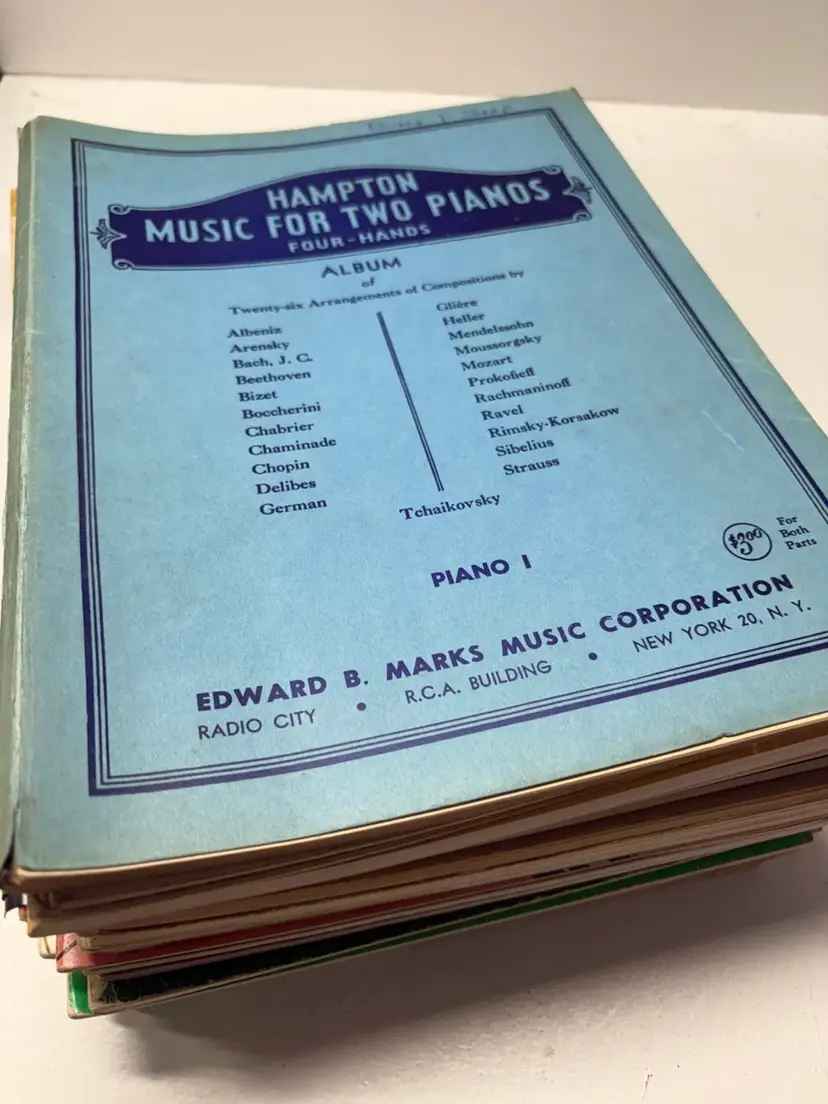 HAMPTON
MUSIC FOR TWO PIANOS
FOUR-HANDS
ALBUM
of
Twenty-six Arrangements of Compositions by
Albeniz
Arensky
Bach, J. C.
Beethoven
Bizet
Boccherini
Chabrier
Chaminade
Chopin
Delibes
German
Glière
Heller
Mendelssohn
Moussorgsky
Mozart
Prokofieff
Rachmaninoff
Ravel
Rimsky-Korsakow
Sibelius
Strauss
Tchaikovsky
$3.00
For
Both
Parts
PIANO I
EDWARD B. MARKS MUSIC CORPORATION
RADIO CITY • R.C.A. BUILDING • NEW YORK 20, N. Y.